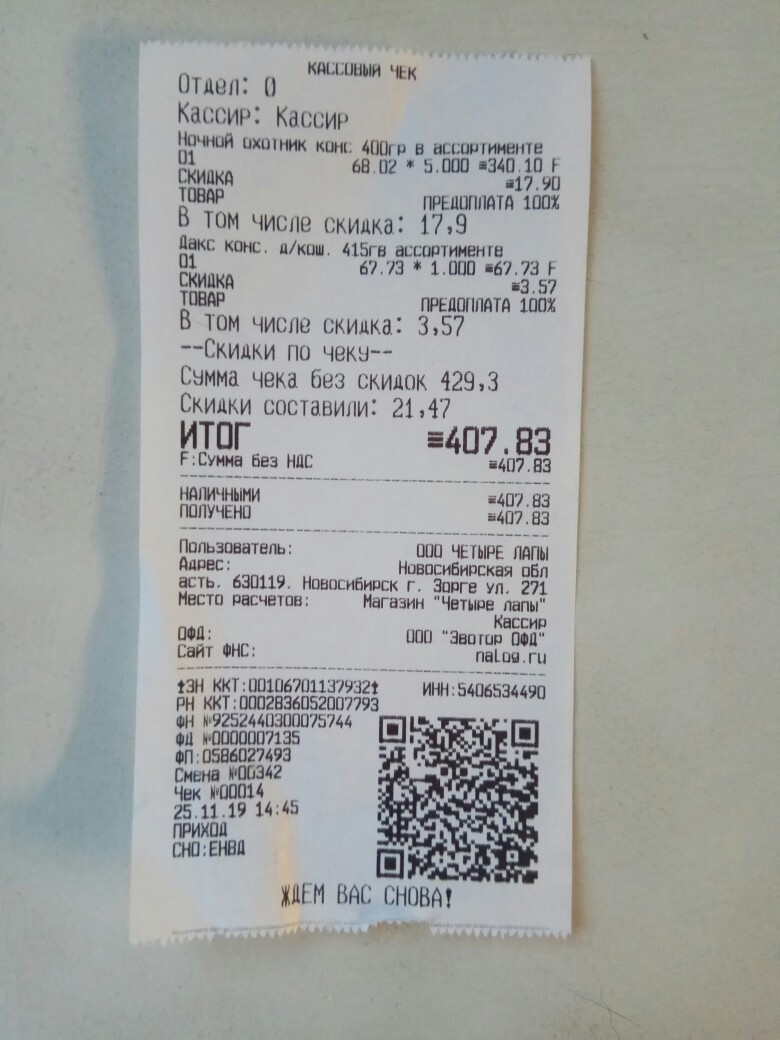 КАССОВЫЙ ЧЕК
Отдел: 0
Кассир: Кассир
Ночной охотник конс 400гр в ассортименте
01 68.02 * 5.000 ≡340.10 F
СКИДКА ≡17.90
ТОВАР ПРЕДОПЛАТА 100%
В том числе скидка: 17,9
Дакс конс. д/кош. 415гв ассортименте
01 67.73 * 1.000 ≡67.73 F
СКИДКА ≡3.57
ТОВАР ПРЕДОПЛАТА 100%
В том числе скидка: 3,57
--Скидки по чеку--
Сумма чека без скидок 429,3
Скидки составили: 21,47
ИТОГ ≡407.83
F:Сумма без НДС ≡407.83
НАЛИЧНЫМИ ≡407.83
ПОЛУЧЕНО ≡407.83
Пользователь: ООО ЧЕТЫРЕ ЛАПЫ
Адрес: Новосибирская обл
асть. 630119. Новосибирск г. Зорге ул. 271
Место расчетов: Магазин "Четыре лапы"
Кассир
ОФД: ООО "Эвотор ОФД"
Сайт ФНС: nalog.ru
ЗН ККТ:00106701137932 ИНН:5406534490
РН ККТ:0002836052007793
ФН №9252440300075744
ФД №0000007135
ФП:0586027493
Смена №00342
Чек №00014
25.11.19 14:45
ПРИХОД
СНО:ЕНВД
ЖДЕМ ВАС СНОВА!